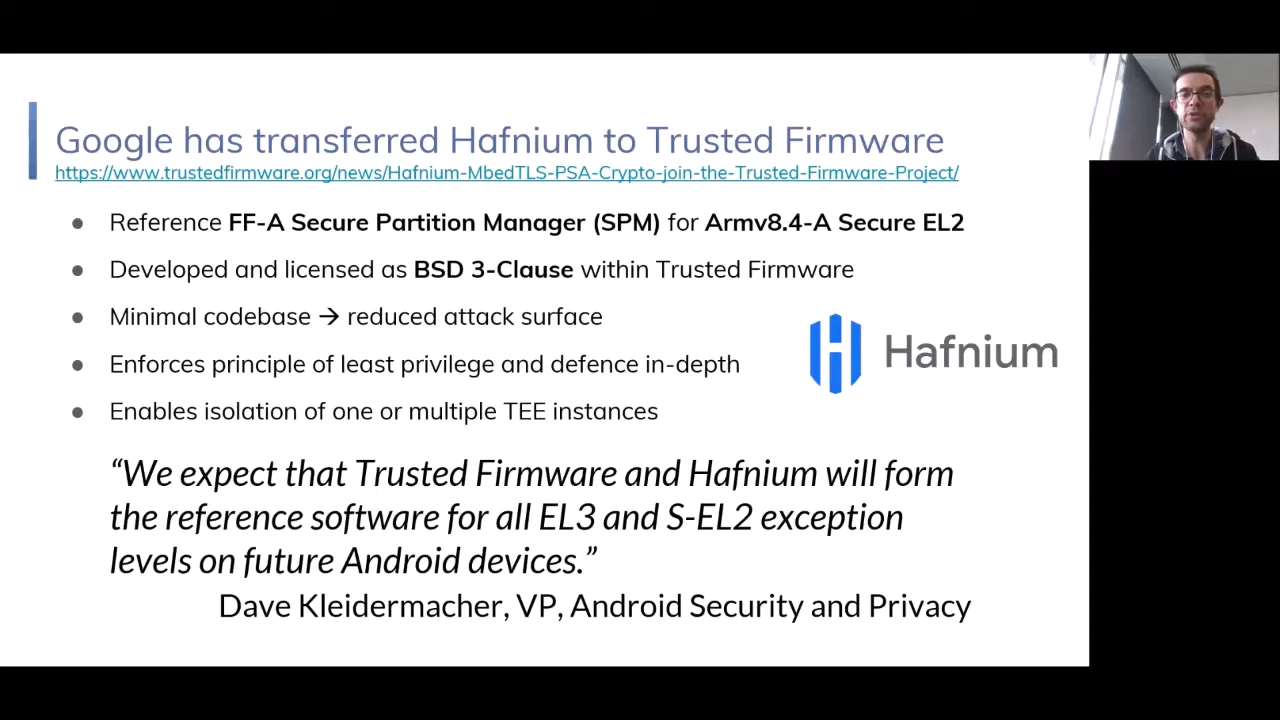 Google has transferred Hafnium to Trusted Firmware
https://www.trustedfirmware.org/news/Hafnium-MbedTLS-PSA-Crypto-join-the-Trusted-Firmware-Project/
● Reference FF-A Secure Partition Manager (SPM) for Armv8.4-A Secure EL2
● Developed and licensed as BSD 3-Clause within Trusted Firmware
● Minimal codebase → reduced attack surface
● Enforces principle of least privilege and defence in-depth
● Enables isolation of one or multiple TEE instances
Hafnium
“We expect that Trusted Firmware and Hafnium will form
the reference software for all EL3 and S-EL2 exception
levels on future Android devices.”
Dave Kleidermacher, VP, Android Security and Privacy